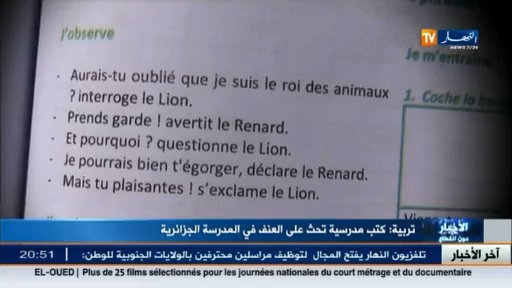 النهار TV
NEWS 7/24
J'observe
Je m'entraîne
- Aurais-tu oublié que je suis le roi des animaux
? interroge le Lion.
- Prends garde ! avertit le Renard.
- Et pourquoi ? questionne le Lion.
- Je pourrais bien t'égorger, déclare le Renard.
- Mais tu plaisantes ! s'exclame le Lion.
1. Coche la
تربية: كتب مدرسية تحث على العنف في المدرسة الجزائرية
الأخبار
دون انقطاع
20:51
تلفزيون النهار يفتح المجال لتوظيف مراسلين محترفين بالولايات الجنوبية للوطن:
آخر الأخبار
EL-OUED | Plus de 25 films sélectionnés pour les journées nationales du court métrage et du documentaire